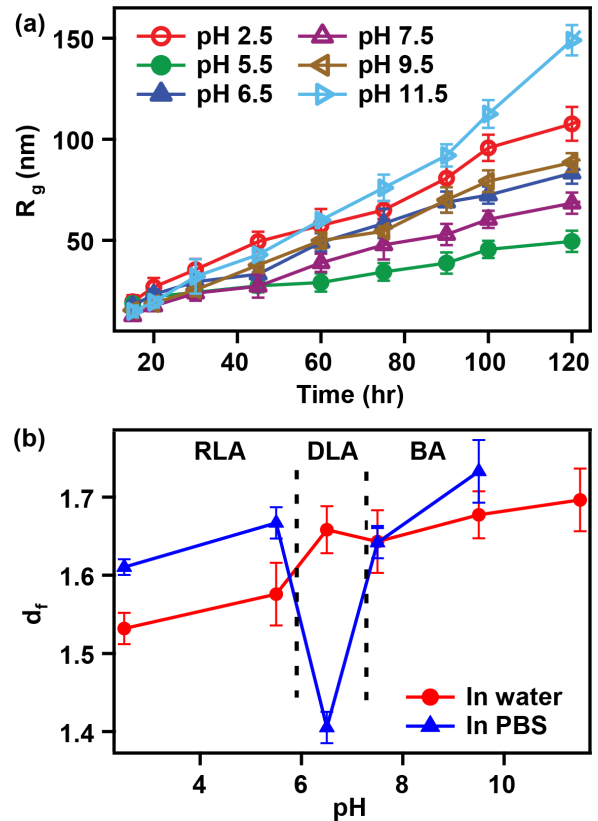 (a)
pH 2.5 pH 7.5
pH 5.5 pH 9.5
pH 6.5 pH 11.5
150
100
50
Rg (nm)
20 40 60 80 100 120
Time (hr)
(b)
RLA DLA BA
1.7
1.6
1.5
1.4
df
In water
In PBS
4 6 8 10
pH